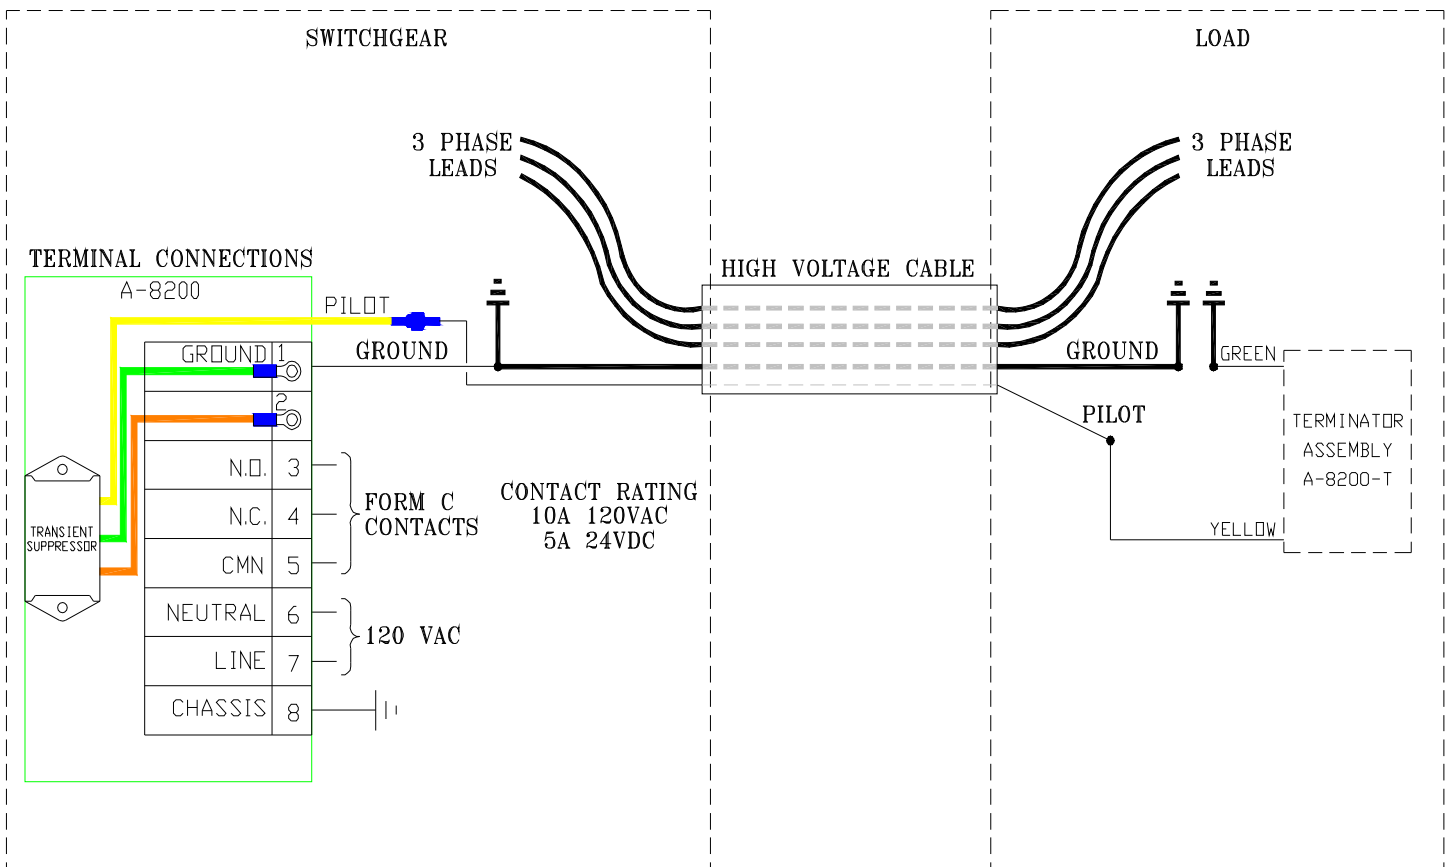 SWITCHGEAR
LOAD
3 PHASE
LEADS
3 PHASE
LEADS
TERMINAL CONNECTIONS
A-8200
HIGH VOLTAGE CABLE
PILOT
GROUND
GROUND 1
2
N.O. 3
N.C. 4
CMN 5
NEUTRAL 6
LINE 7
CHASSIS 8
TRANSIENT
SUPPRESSOR
FORM C
CONTACTS
120 VAC
CONTACT RATING
10A 120VAC
5A 24VDC
GROUND
GREEN
PILOT
TERMINATOR
ASSEMBLY
A-8200-T
YELLOW